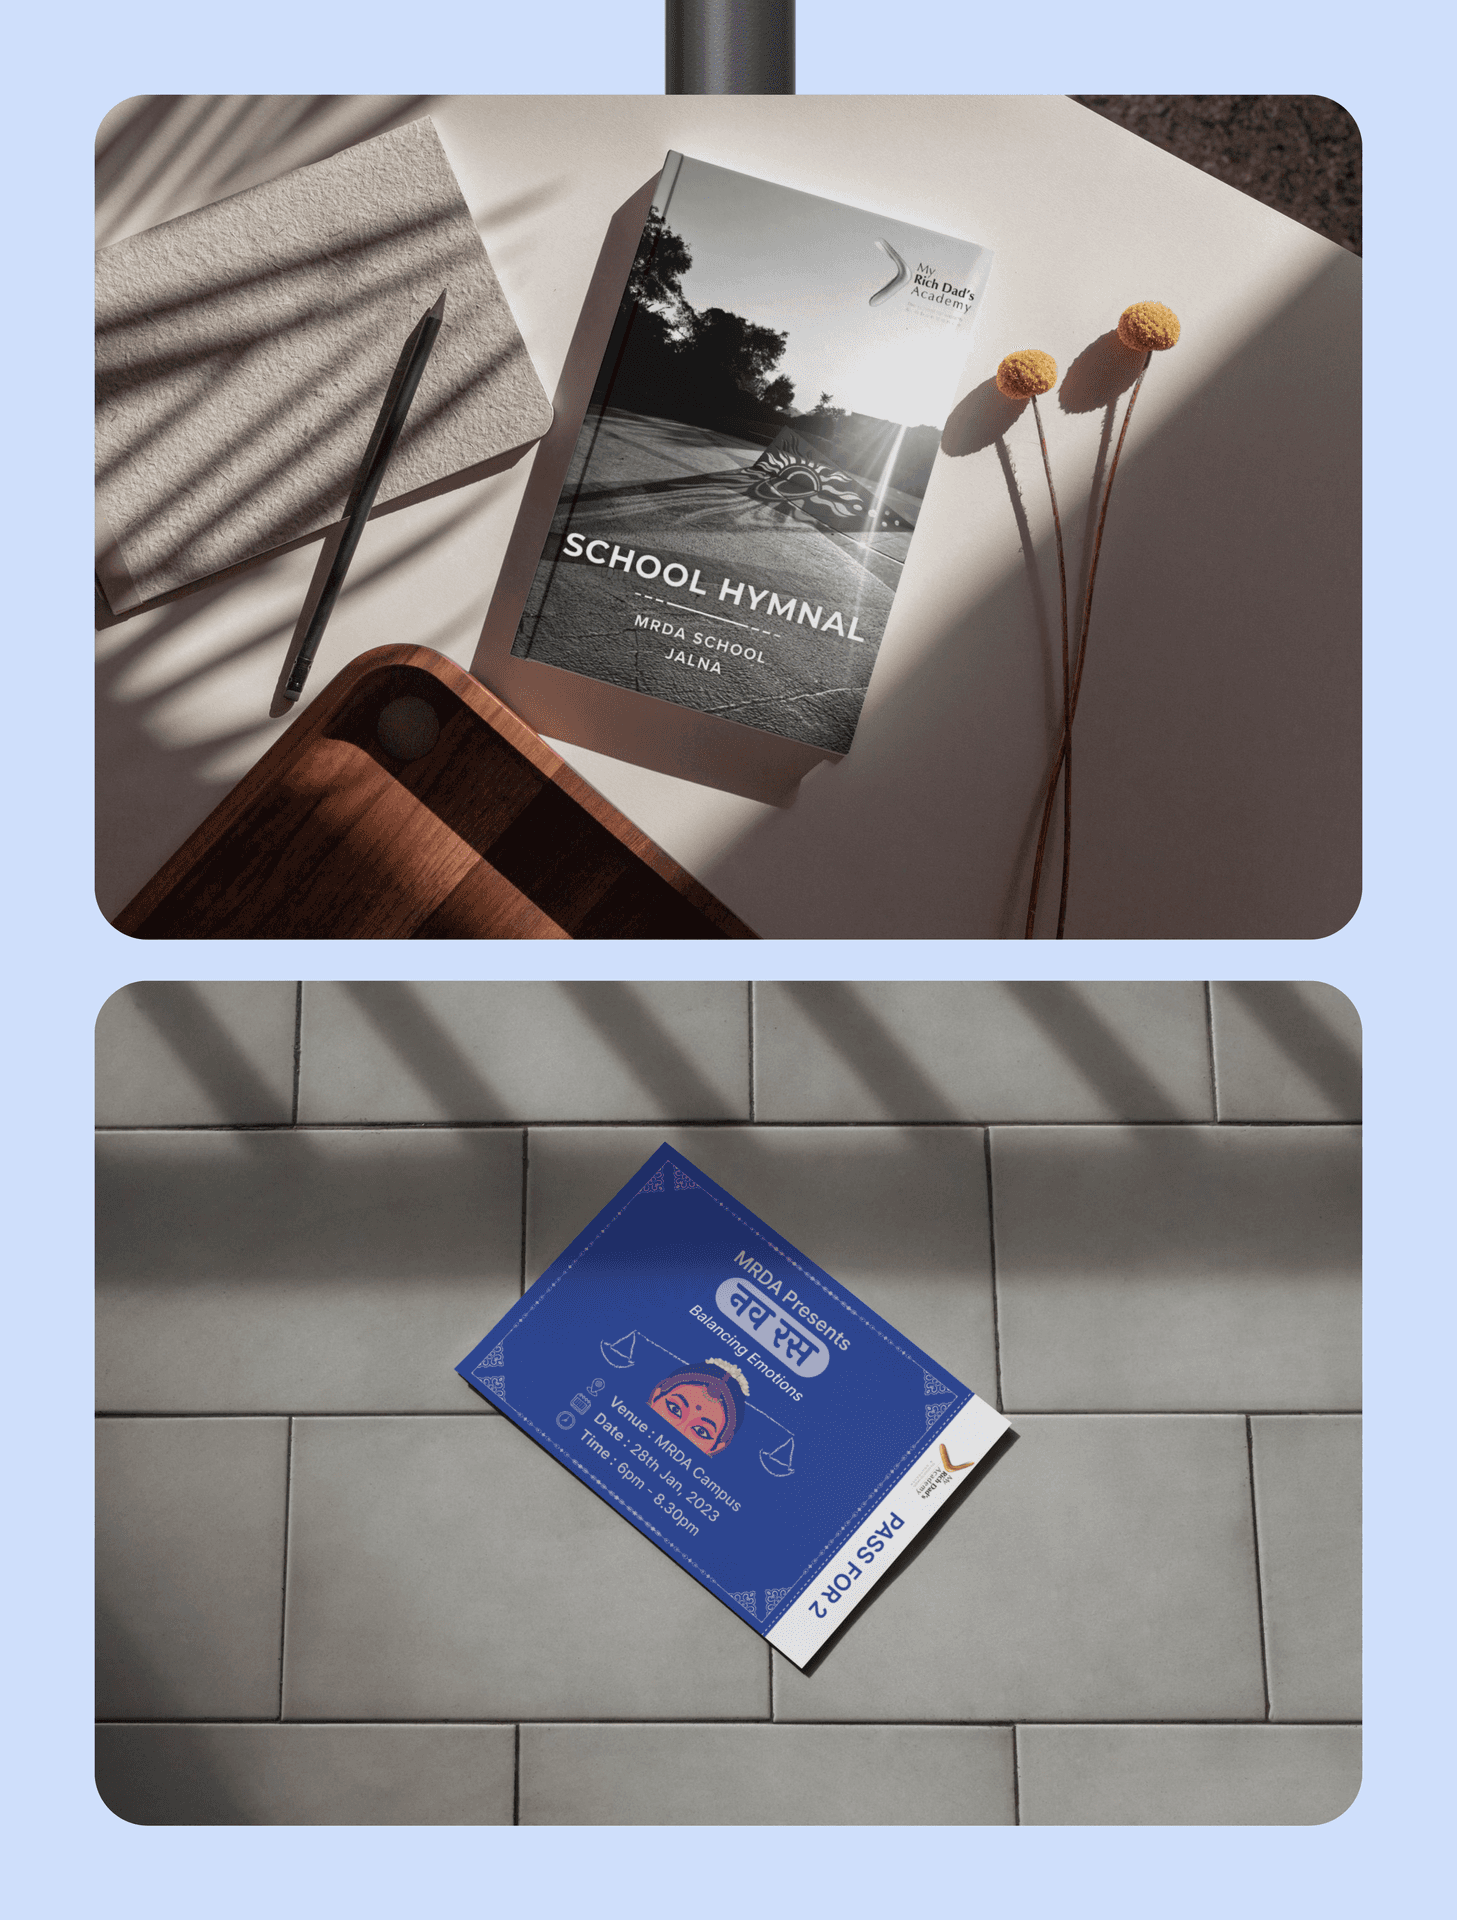 My
Rich Dad's
Academy
SCHOOL HYMNAL
MRDA SCHOOL
JALNA
MRDA Presents
नव रस
Balancing Emotions
Venue : MRDA Campus
Date : 28th Jan, 2023
Time : 6pm - 8.30pm
My
Rich Dad's
Academy
PASS FOR 2